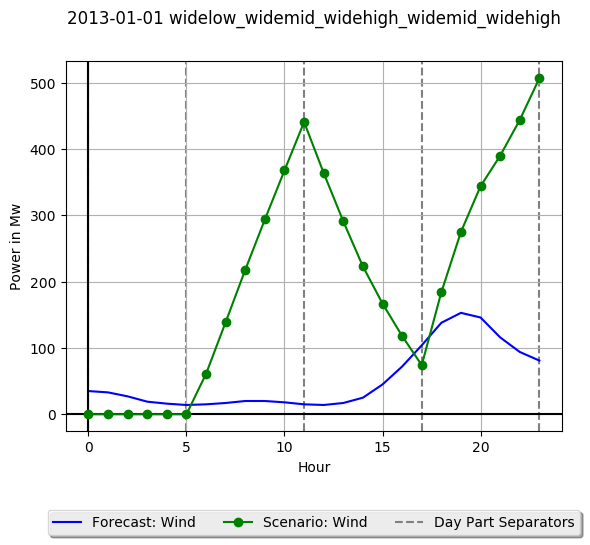 2013-01-01 widelow_widemid_widehigh_widemid_widehigh
500
400
300
200
100
0
Power in Mw
0 5 10 15 20
Hour
Forecast: Wind Scenario: Wind Day Part Separators